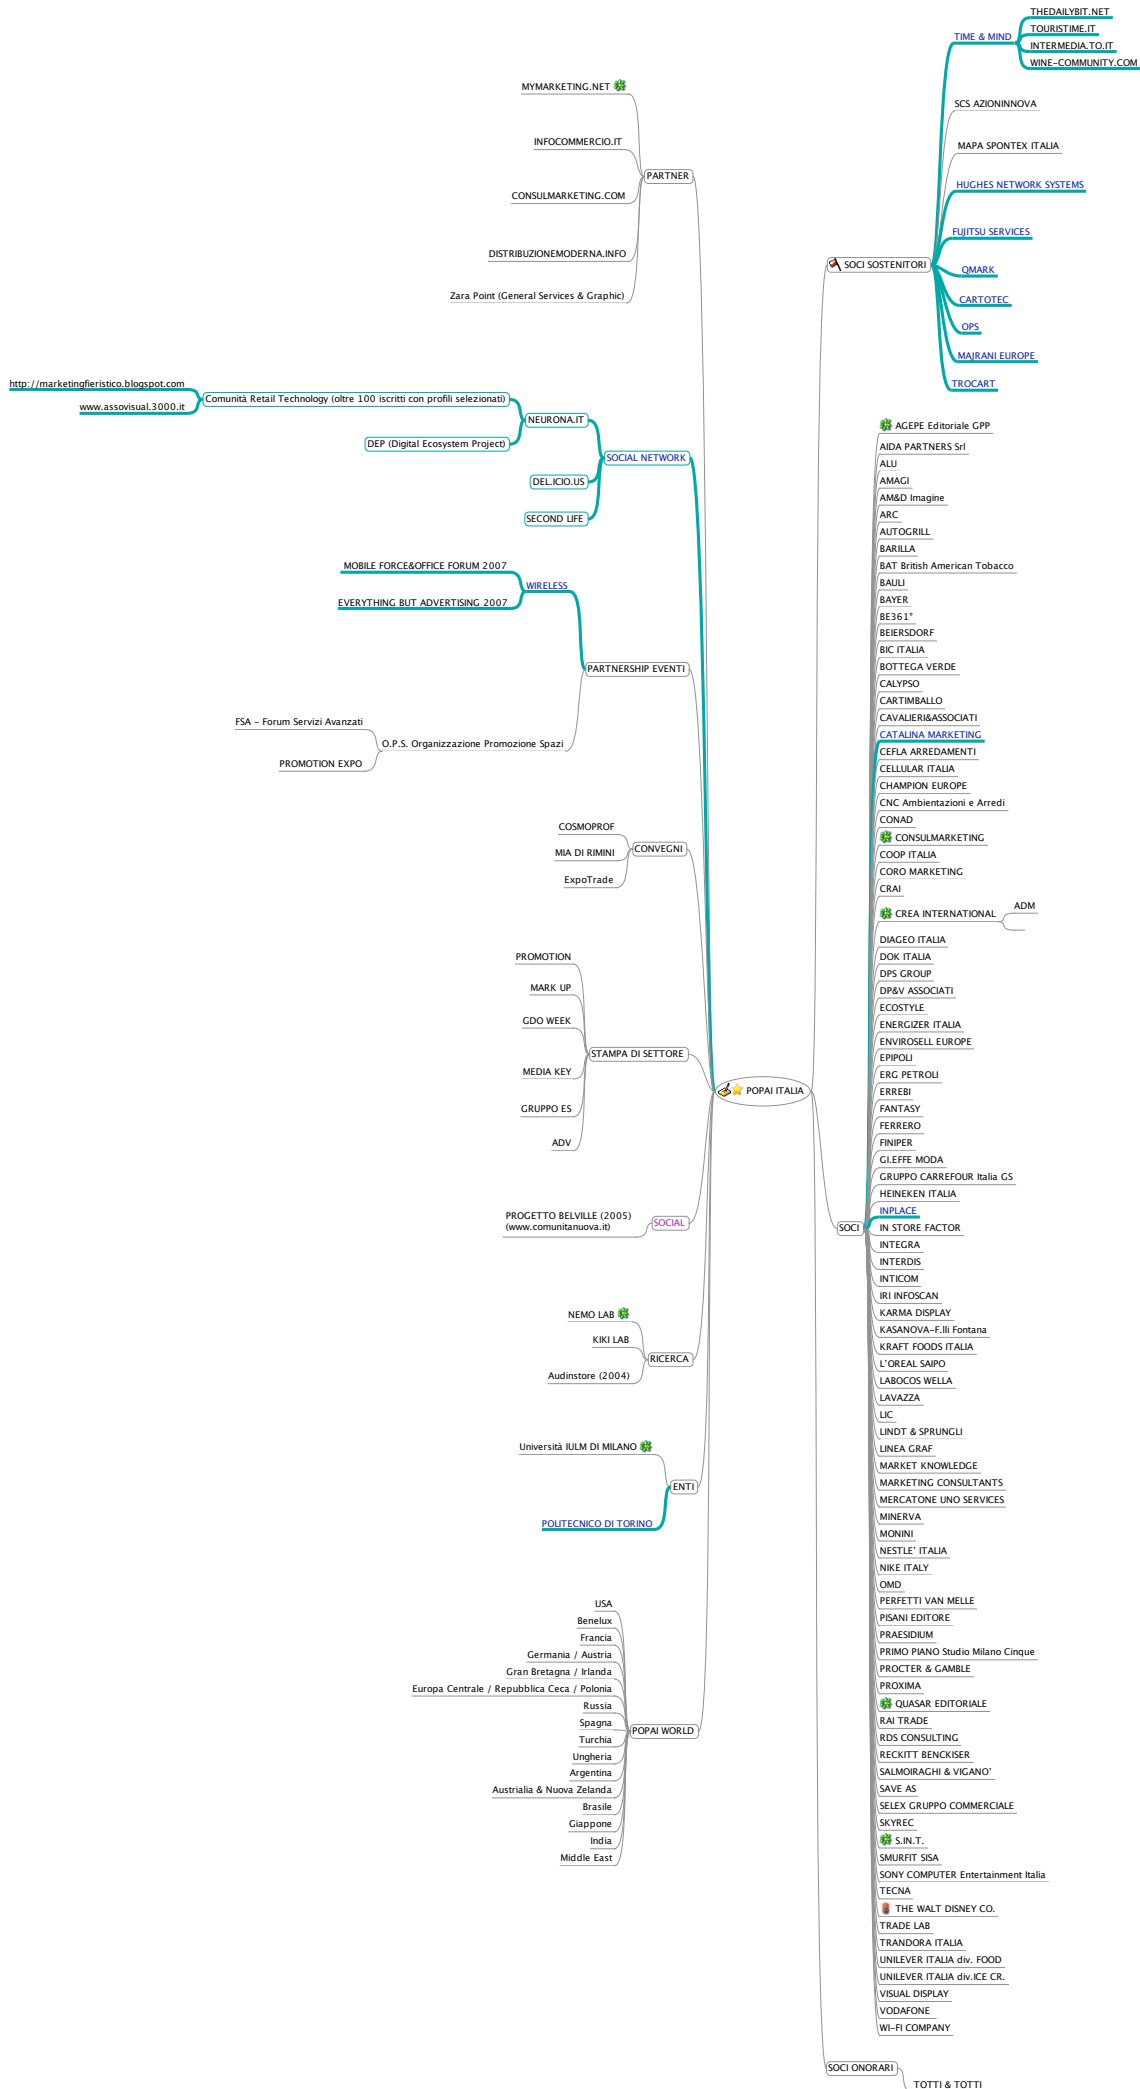 POPAI ITALIA
PARTNER
MYMARKETING.NET
INFOCOMMERCIO.IT
CONSULMARKETING.COM
DISTRIBUZIONEMODERNA.INFO
Zara Point (General Services & Graphic)
SOCIAL NETWORK
NEURONA.IT
Comunità Retail Technology (oltre 100 iscritti con profili selezionati)
http://marketingfieristico.blogspot.com
www.assovisual.3000.it
DEP (Digital Ecosystem Project)
DEL.ICIO.US
SECOND LIFE
PARTNERSHIP EVENTI
WIRELESS
MOBILE FORCE&OFFICE FORUM 2007
EVERYTHING BUT ADVERTISING 2007
O.P.S. Organizzazione Promozione Spazi
FSA - Forum Servizi Avanzati
PROMOTION EXPO
CONVEGNI
COSMOPROF
MIA DI RIMINI
ExpoTrade
STAMPA DI SETTORE
PROMOTION
MARK UP
GDO WEEK
MEDIA KEY
GRUPPO ES
ADV
SOCIAL
PROGETTO BELVILLE (2005)
(www.comunitanuova.it)
RICERCA
NEMO LAB
KIKI LAB
Audinstore (2004)
ENTI
Università IULM DI MILANO
POLITECNICO DI TORINO
POPAI WORLD
USA
Benelux
Francia
Germania / Austria
Gran Bretagna / Irlanda
Europa Centrale / Repubblica Ceca / Polonia
Russia
Spagna
Turchia
Ungheria
Argentina
Austrialia & Nuova Zelanda
Brasile
Giappone
India
Middle East
SOCI SOSTENITORI
TIME & MIND
THEDAILYBIT.NET
TOURISTIME.IT
INTERMEDIA.TO.IT
WINE-COMMUNITY.COM
SCS AZIONINNOVA
MAPA SPONTEX ITALIA
HUGHES NETWORK SYSTEMS
FUJITSU SERVICES
QMARK
CARTOTEC
OPS
MAJRANI EUROPE
TROCART
SOCI
AGEPE Editoriale GPP
AIDA PARTNERS Srl
ALU
AMAGI
AM&D Imagine
ARC
AUTOGRILL
BARILLA
BAT British American Tobacco
BAULI
BAYER
BE361°
BEIERSDORF
BIC ITALIA
BOTTEGA VERDE
CALYPSO
CARTIMBALLO
CAVALIERI&ASSOCIATI
CATALINA MARKETING
CEFLA ARREDAMENTI
CELLULAR ITALIA
CHAMPION EUROPE
CNC Ambientazioni e Arredi
CONAD
CONSULMARKETING
COOP ITALIA
CORO MARKETING
CRAI
CREA INTERNATIONAL
ADM
DIAGEO ITALIA
DOK ITALIA
DPS GROUP
DP&V ASSOCIATI
ECOSTYLE
ENERGIZER ITALIA
ENVIROSELL EUROPE
EPIPOLI
ERG PETROLI
ERREBI
FANTASY
FERRERO
FINIPER
GI.EFFE MODA
GRUPPO CARREFOUR Italia GS
HEINEKEN ITALIA
INPLACE
IN STORE FACTOR
INTEGRA
INTERDIS
INTICOM
IRI INFOSCAN
KARMA DISPLAY
KASANOVA-F.lli Fontana
KRAFT FOODS ITALIA
L'OREAL SAIPO
LABOCOS WELLA
LAVAZZA
LIC
LINDT & SPRUNGLI
LINEA GRAF
MARKET KNOWLEDGE
MARKETING CONSULTANTS
MERCATONE UNO SERVICES
MINERVA
MONINI
NESTLE' ITALIA
NIKE ITALY
OMD
PERFETTI VAN MELLE
PISANI EDITORE
PRAESIDIUM
PRIMO PIANO Studio Milano Cinque
PROCTER & GAMBLE
PROXIMA
QUASAR EDITORIALE
RAI TRADE
RDS CONSULTING
RECKITT BENCKISER
SALMOIRAGHI & VIGANO'
SAVE AS
SELEX GRUPPO COMMERCIALE
SKYREC
S.IN.T.
SMURFIT SISA
SONY COMPUTER Entertainment Italia
TECNA
THE WALT DISNEY CO.
TRADE LAB
TRANDORA ITALIA
UNILEVER ITALIA div. FOOD
UNILEVER ITALIA div.ICE CR.
VISUAL DISPLAY
VODAFONE
WI-FI COMPANY
SOCI ONORARI
TOTTI & TOTTI